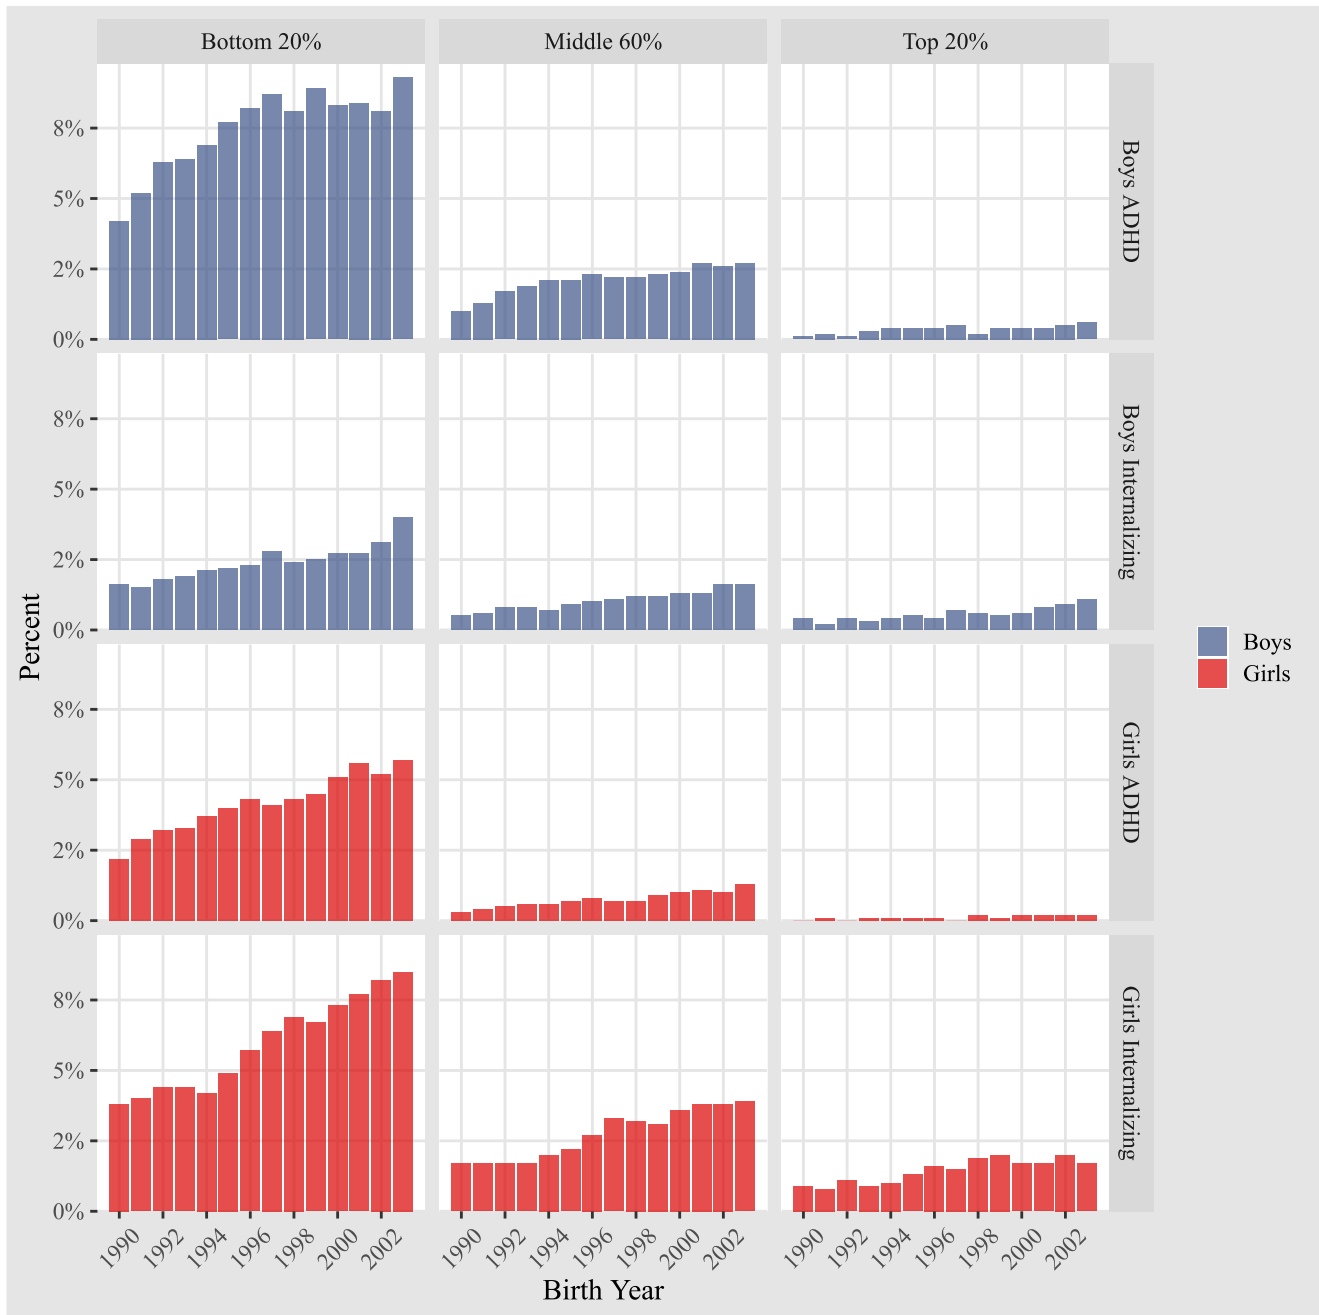 Bottom 20%
Middle 60%
Top 20%
8%
5%
2%
0%
Boys ADHD
8%
5%
2%
0%
Boys Internalizing
8%
5%
2%
0%
Girls ADHD
8%
5%
2%
0%
Girls Internalizing
Percent
1990 1992 1994 1996 1998 2000 2002
1990 1992 1994 1996 1998 2000 2002
1990 1992 1994 1996 1998 2000 2002
Birth Year
Boys
Girls